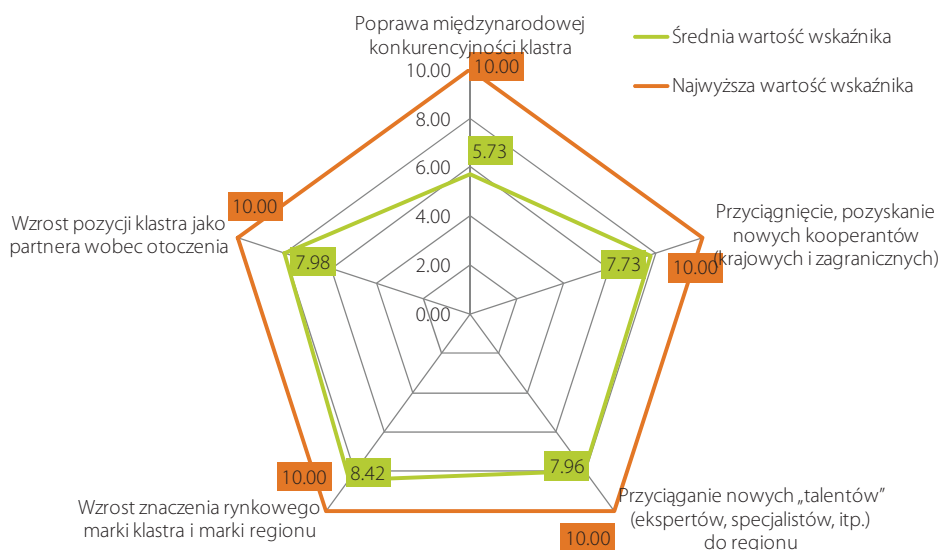 Poprawa międzynarodowej
konkurencyjności klastra
Średnia wartość wskaźnika
Najwyższa wartość wskaźnika
10.00
10.00
8.00
5.73
6.00
4.00
2.00
0.00
10.00
Wzrost pozycji klastra jako
partnera wobec otoczenia
7.98
Przyciągnięcie, pozyskanie
nowych kooperantów
(krajowych i zagranicznych)
7.73
10.00
8.42
10.00
Wzrost znaczenia rynkowego
marki klastra i marki regionu
7.96
10.00
Przyciąganie nowych „talentów”
(ekspertów, specjalistów, itp.)
do regionu